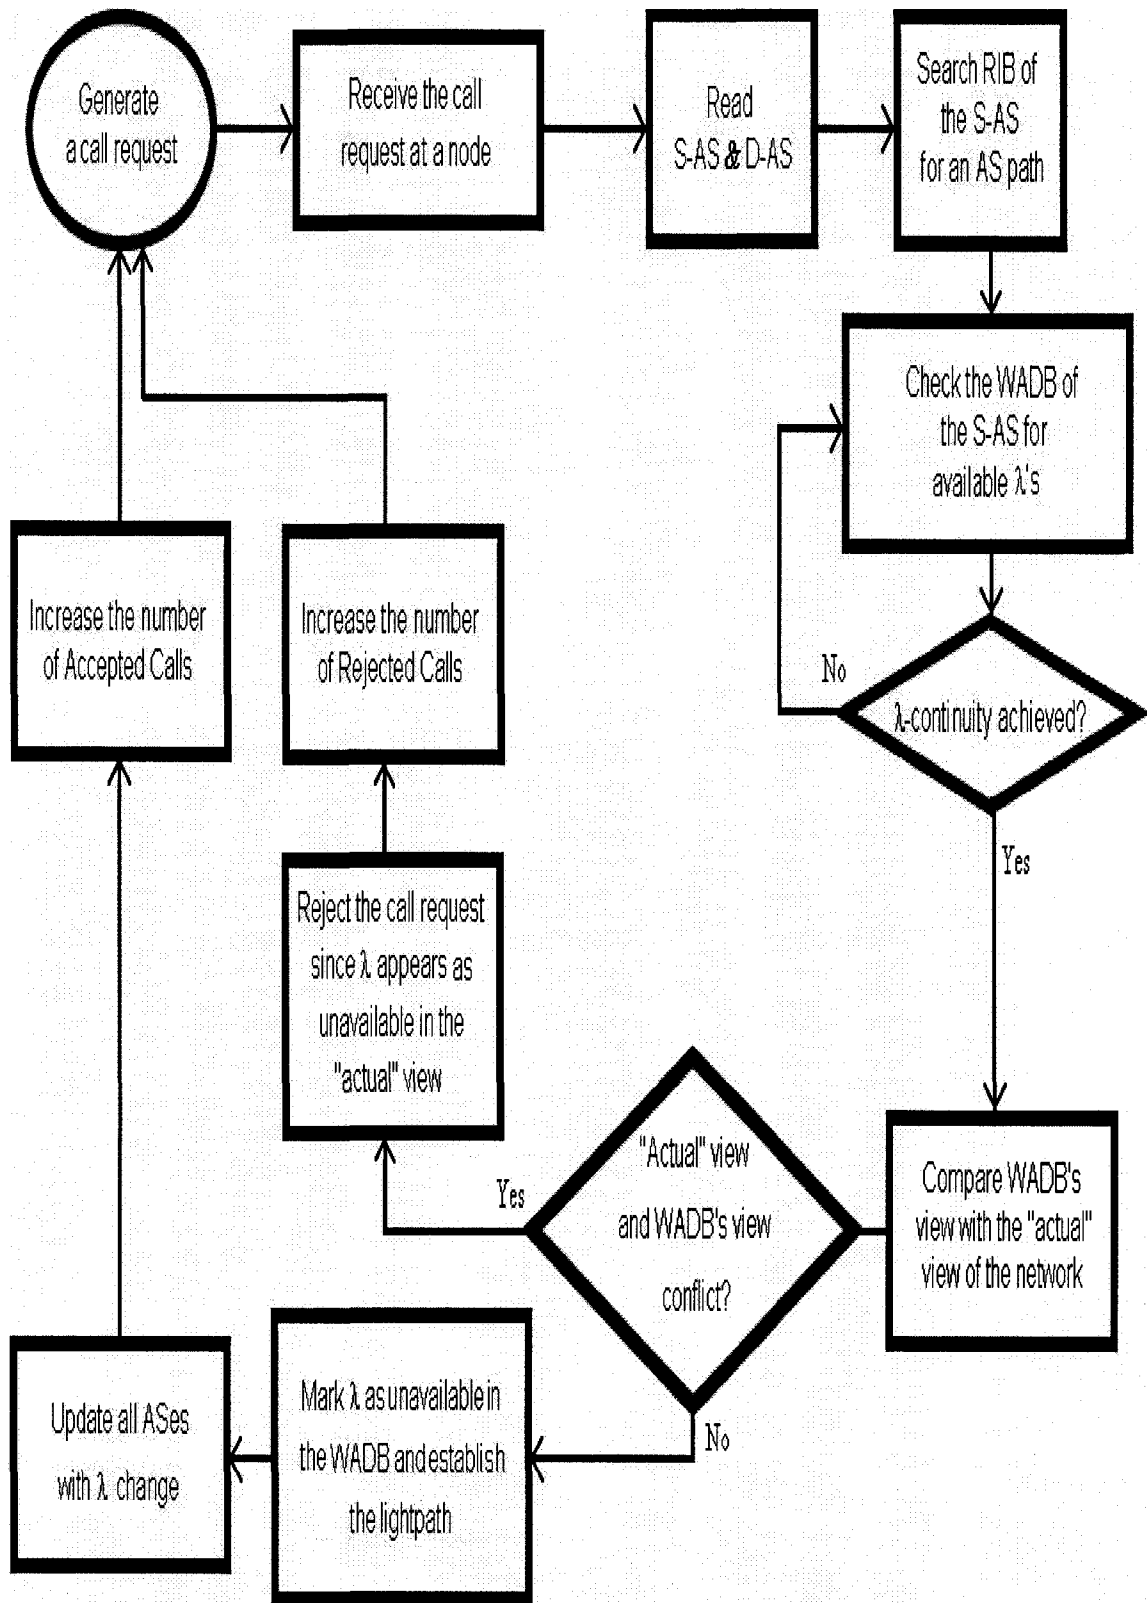 Generate
a call request
Receive the call
request at a node
Read
S-AS & D-AS
Search RIB of
the S-AS
for an AS path
Check the WADB of
the S-AS for
available λ's
No
λ-continuity achieved?
Yes
Compare WADB's
view with the "actual"
view of the network
"Actual" view
and WADB's view
conflict?
Yes
Reject the call request
since λ appears as
unavailable in the
"actual" view
Increase the number
of Rejected Calls
No
Mark λ as unavailable in
the WADB and establish
the lightpath
Update all ASes
with λ change
Increase the number
of Accepted Calls